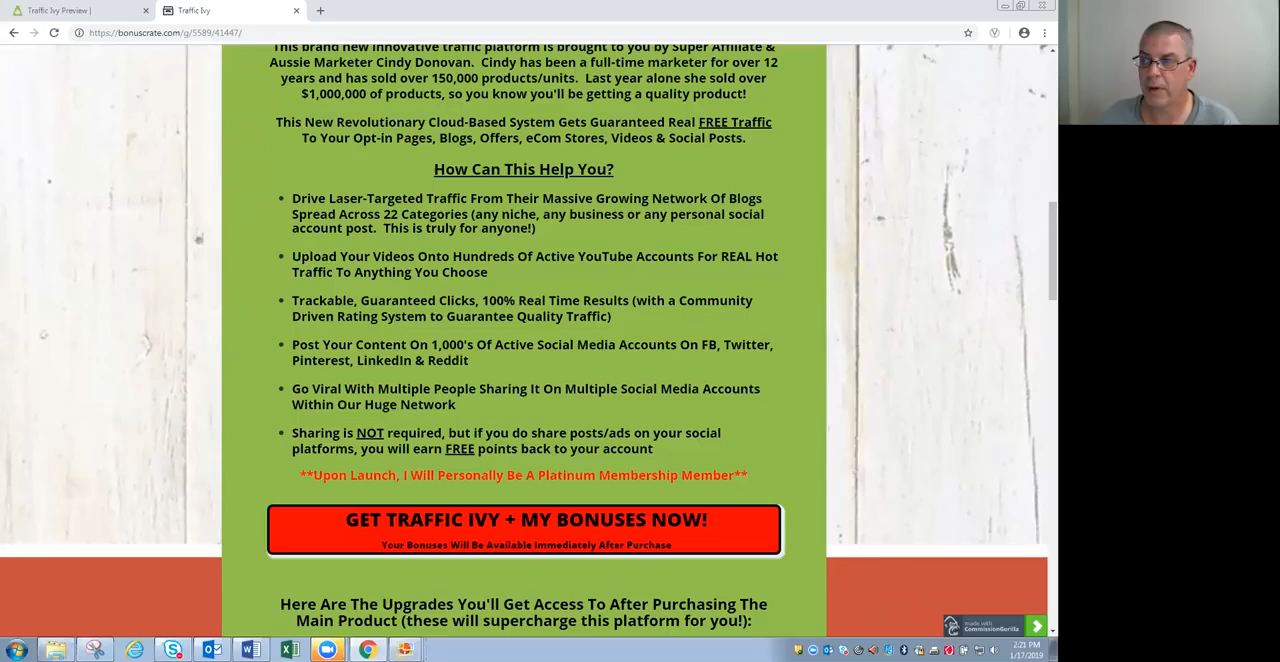 Traffic Ivy Preview |
Traffic Ivy
https://bonuscrate.com/g/5589/41447/
This brand new innovative traffic platform is brought to you by Super Affiliate &
Aussie Marketer Cindy Donovan. Cindy has been a full-time marketer for over 12
years and has sold over 150,000 products/units. Last year alone she sold over
$1,000,000 of products, so you know you'll be getting a quality product!
This New Revolutionary Cloud-Based System Gets Guaranteed Real FREE Traffic
To Your Opt-in Pages, Blogs, Offers, eCom Stores, Videos & Social Posts.
How Can This Help You?
• Drive Laser-Targeted Traffic From Their Massive Growing Network Of Blogs
Spread Across 22 Categories (any niche, any business or any personal social
account post. This is truly for anyone!)
• Upload Your Videos Onto Hundreds Of Active YouTube Accounts For REAL Hot
Traffic To Anything You Choose
• Trackable, Guaranteed Clicks, 100% Real Time Results (with a Community
Driven Rating System to Guarantee Quality Traffic)
• Post Your Content On 1,000's Of Active Social Media Accounts On FB, Twitter,
Pinterest, LinkedIn & Reddit
• Go Viral With Multiple People Sharing It On Multiple Social Media Accounts
Within Our Huge Network
• Sharing is NOT required, but if you do share posts/ads on your social
platforms, you will earn FREE points back to your account
**Upon Launch, I Will Personally Be A Platinum Membership Member**
GET TRAFFIC IVY + MY BONUSES NOW!
Your Bonuses Will Be Available Immediately After Purchase
Here Are The Upgrades You'll Get Access To After Purchasing The
Main Product (these will supercharge this platform for you!):
made with
COMMISSIONGORILLA
2:21 PM
1/17/2019